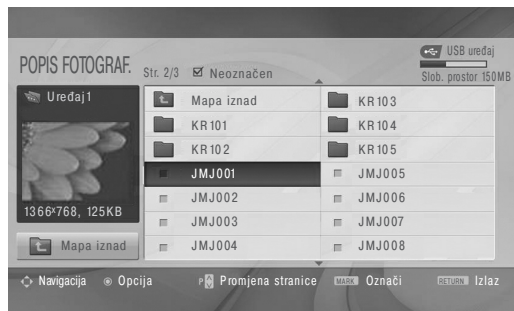 USB uređaj
POPIS FOTOGRAF.
Str. 2/3 Neoznačen
Slob. prostor 150MB
Uređaj1
1366x768, 125KB
Mapa iznad
Mapa iznad
KR101
KR102
JMJ001
JMJ002
JMJ003
JMJ004
KR103
KR104
KR105
JMJ005
JMJ006
JMJ007
JMJ008
Navigacija Opcija P Promjena stranice MARK Označi RETURN Izlaz